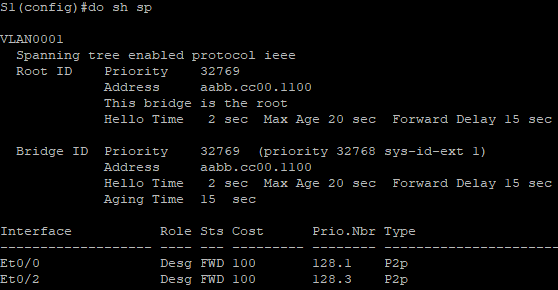 S1(config)#do sh sp
VLAN0001
  Spanning tree enabled protocol ieee
  Root ID    Priority    32769
             Address     aabb.cc00.1100
             This bridge is the root
             Hello Time   2 sec  Max Age 20 sec  Forward Delay 15 sec
  Bridge ID  Priority    32769  (priority 32768 sys-id-ext 1)
             Address     aabb.cc00.1100
             Hello Time   2 sec  Max Age 20 sec  Forward Delay 15 sec
             Aging Time  15  sec
Interface           Role Sts Cost      Prio.Nbr Type
------------------- ---- --- --------- -------- --------------------------------
Et0/0               Desg FWD 100       128.1    P2p
Et0/2               Desg FWD 100       128.3    P2p